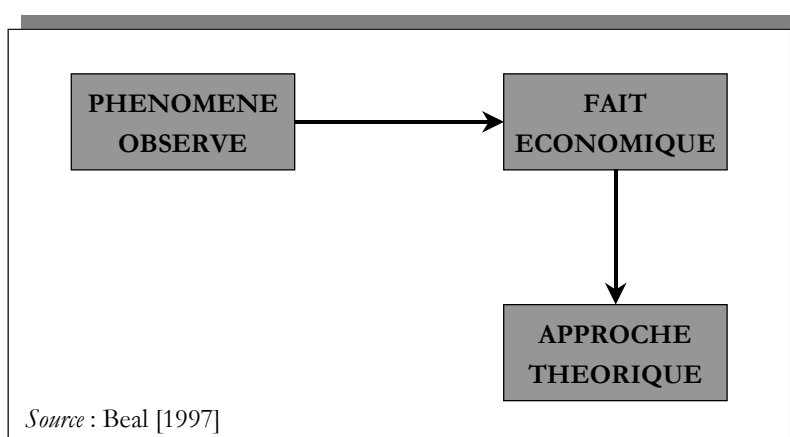 PHENOMENE
OBSERVE
FAIT
ECONOMIQUE
APPROCHE
THEORIQUE
Source : Beal [1997]